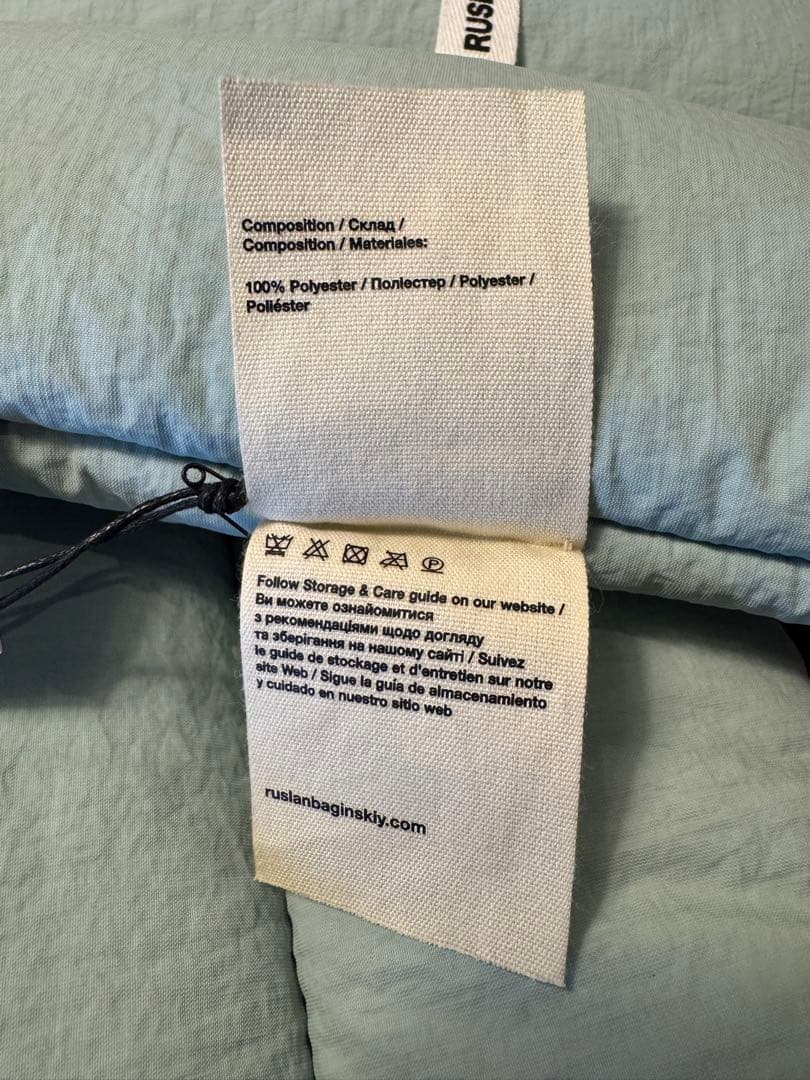 RUS
Composition / Склад /
Composition / Materiales:
100% Polyester / Поліестер / Polyester /
Poliéster
Follow Storage & Care guide on our website /
Ви можете ознайомитися
з рекомендаціями щодо догляду
та зберігання на нашому сайті / Suivez
le guide de stockage et d'entretien sur notre
site Web / Sigue la guía de almacenamiento
y cuidado en nuestro sitio web
ruslanbaginskiy.com